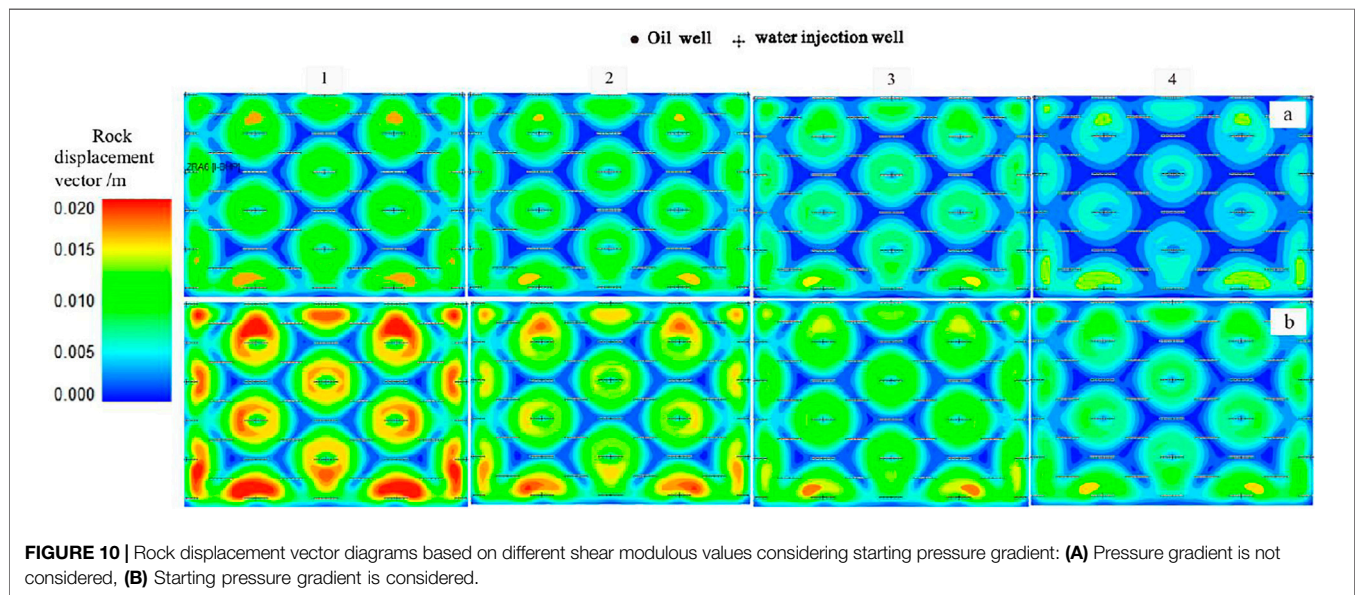 ● Oil well ⊹ water injection well
1 2 3 4
Rock
displacement
vector /m
0.020
0.015
0.010
0.005
0.000
a
b
FIGURE 10 | Rock displacement vector diagrams based on different shear modulous values considering starting pressure gradient: (A) Pressure gradient is not
considered, (B) Starting pressure gradient is considered.